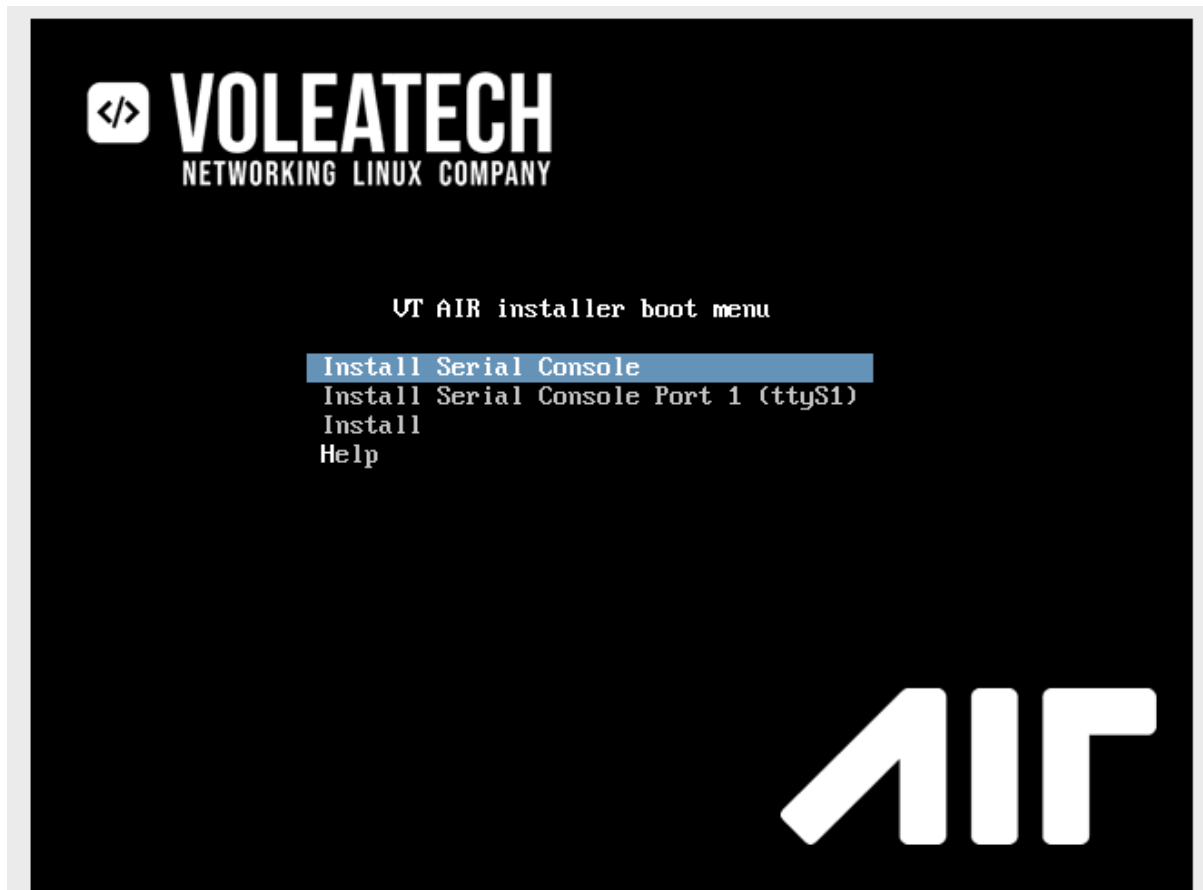 </>
VOLEATECH
NETWORKING LINUX COMPANY
VT AIR installer boot menu
Install Serial Console
Install Serial Console Port 1 (ttyS1)
Install
Help
AIR